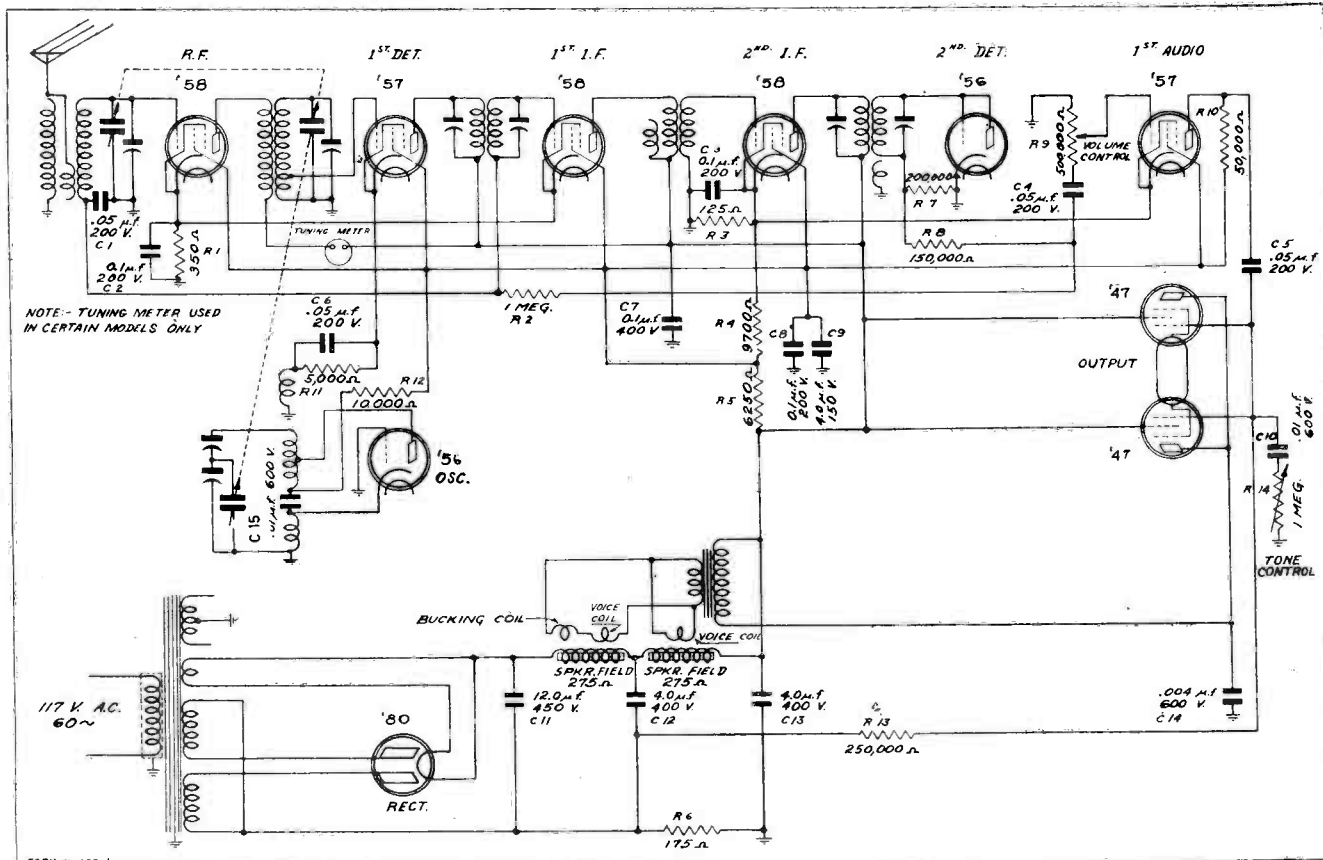 R.F.
'58
1ST. DET.
'57
1ST. I.F.
'58
2ND. I.F.
'58
2ND. DET.
'56
1ST. AUDIO
'57
R10
50,000Ω
R9
500,000Ω
VOLUME
CONTROL
C4
.05µf
200 V.
C3
0.1µf
200 V
125Ω
R3
200,000Ω
R7
R8
150,000Ω
.05µf
200 V.
C1
0.1µf
200 V.
C2
350Ω
R1
TUNING METER
NOTE:- TUNING METER USED
IN CERTAIN MODELS ONLY
1 MEG.
R2
C6
.05µf
200 V.
5,000Ω
R11
R12
10,000Ω
C7
0.1µf
400 V
R4
9700Ω
R5
6250Ω
C8
0.1µf
200 V
C9
4.0µf
150 V.
C5
.05µf
200 V
'47
OUTPUT
'47
C10
.01µf
600 V.
R14
1 MEG.
TONE
CONTROL
'56
OSC.
C15
.01µf 600 V.
BUCKING COIL
VOICE
COIL
VOICE COIL
SPKR. FIELD
275Ω
SPKR. FIELD
275Ω
117 V. A.C.
60~
'80
RECT.
12.0µf
450 V
C11
4.0µf
400 V
C12
4.0µf
400 V.
C13
R13
250,000Ω
.004µf
600 V.
C14
R6
175Ω